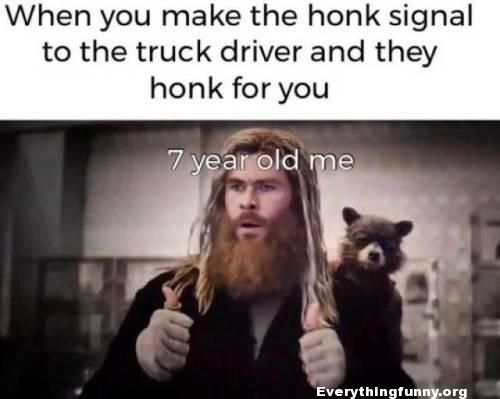 When you make the honk signal
to the truck driver and they
honk for you
7 year old me
Everythingfunny.org